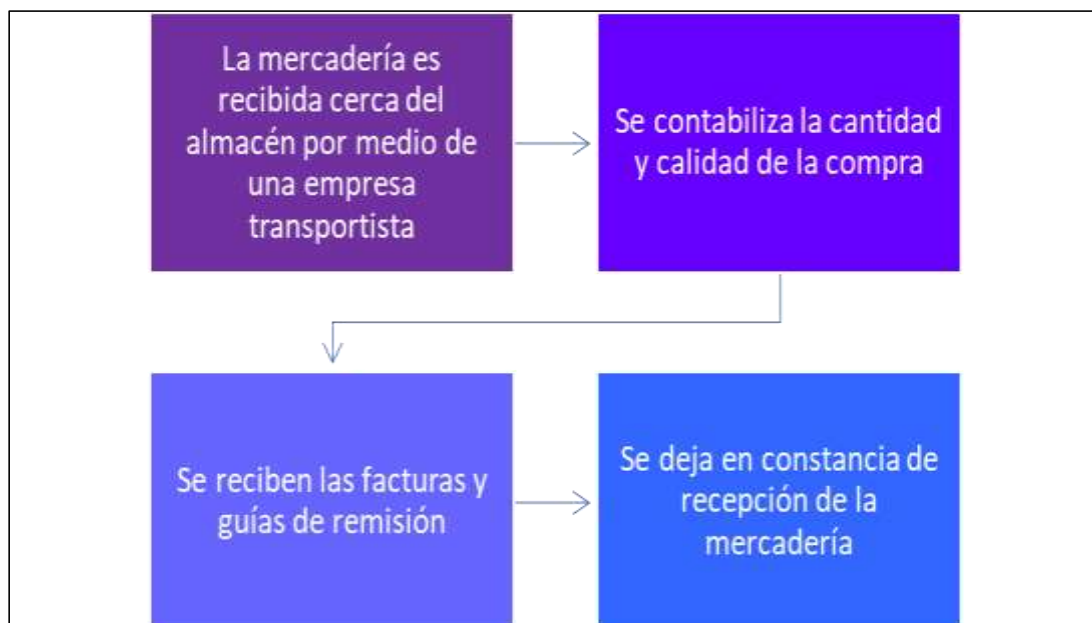 La mercadería es
recibida cerca del
almacén por medio de
una empresa
transportista
Se contabiliza la cantidad
y calidad de la compra
Se reciben las facturas y
guías de remisión
Se deja en constancia de
recepción de la
mercadería